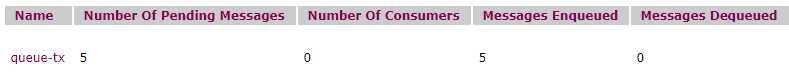 Name Number Of Pending Messages Number Of Consumers Messages Enqueued Messages Dequeued
queue-tx 5 0 5 0